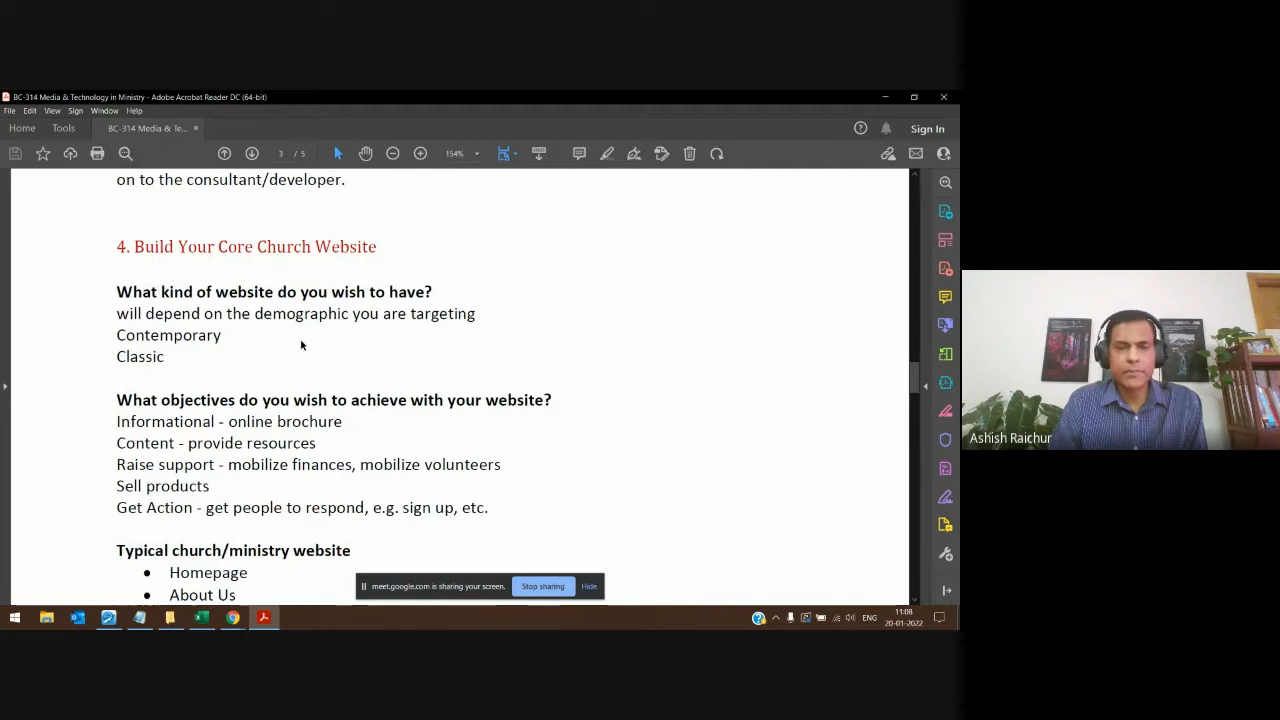 BC-314 Media & Technology in Ministry - Adobe Acrobat Reader DC (64-bit)
File Edit View Sign Window Help
Home Tools BC-314 Media & Te... × Sign In
3 / 5 154%
on to the consultant/developer.
4. Build Your Core Church Website
What kind of website do you wish to have?
will depend on the demographic you are targeting
Contemporary
Classic
What objectives do you wish to achieve with your website?
Informational - online brochure
Content - provide resources
Raise support - mobilize finances, mobilize volunteers
Sell products
Get Action - get people to respond, e.g. sign up, etc.
Typical church/ministry website
• Homepage
• About Us
meet.google.com is sharing your screen. Stop sharing Hide
Ashish Raichur
ENG
11:08
20-01-2022